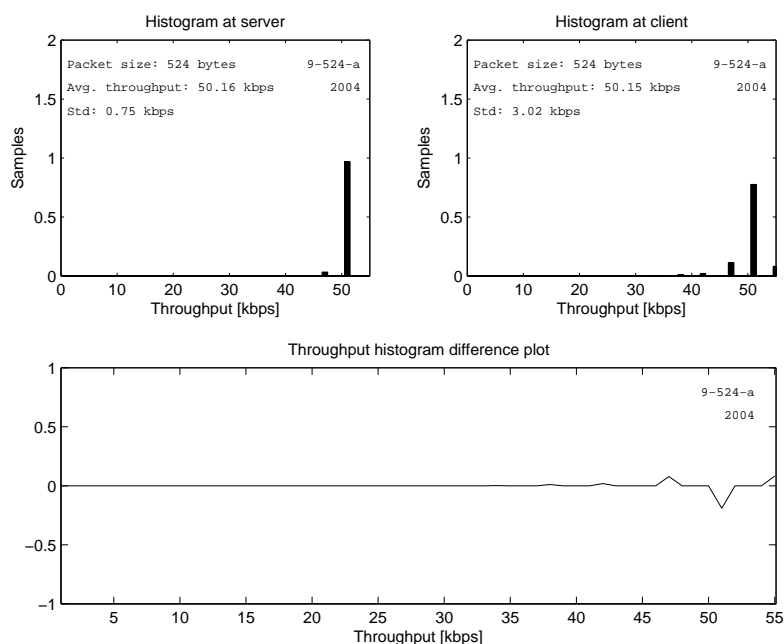 Histogram at server
2
1.5
1
0.5
0
Samples
Packet size: 524 bytes 9-524-a
Avg. throughput: 50.16 kbps 2004
Std: 0.75 kbps
0 10 20 30 40 50
Throughput [kbps]
Histogram at client
2
1.5
1
0.5
0
Samples
Packet size: 524 bytes 9-524-a
Avg. throughput: 50.15 kbps 2004
Std: 3.02 kbps
0 10 20 30 40 50
Throughput [kbps]
Throughput histogram difference plot
1
0.5
0
−0.5
−1
9-524-a
2004
5 10 15 20 25 30 35 40 45 50 55
Throughput [kbps]